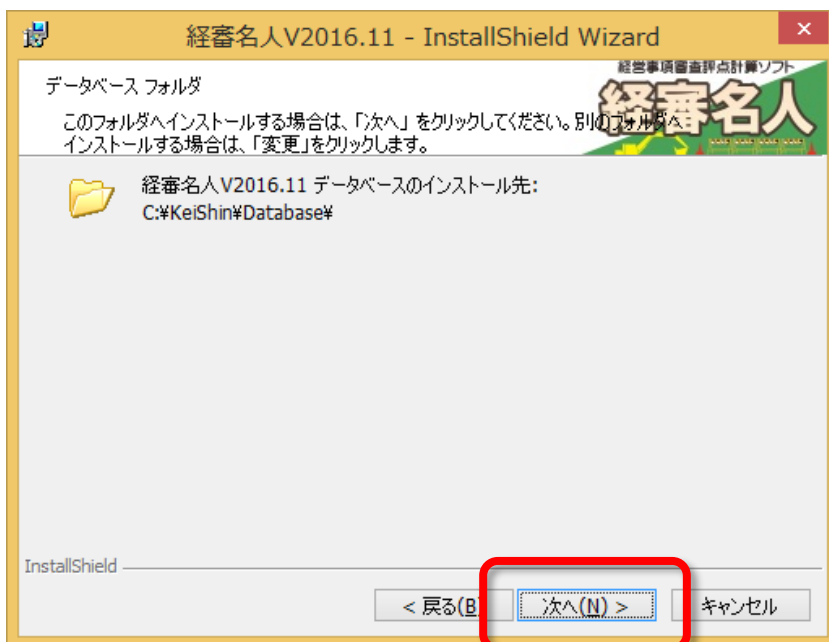 経審名人V2016.11 - InstallShield Wizard
経営事項審査評点計算ソフト
経審名人
データベース フォルダ
このフォルダへインストールする場合は、「次へ」をクリックしてください。別のフォルダへ
インストールする場合は、「変更」をクリックします。
経審名人V2016.11 データベースのインストール先:
C:¥KeiShin¥Database¥
InstallShield
< 戻る(B
次へ(N) >
キャンセル